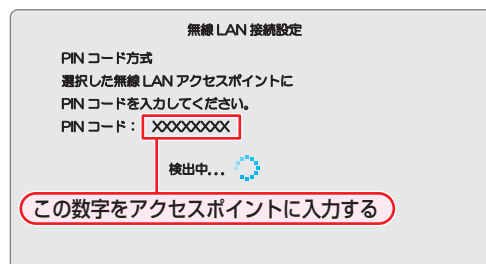 無線 LAN 接続設定
PIN コード方式
選択した無線 LAN アクセスポイントに
PIN コードを入力してください。
PIN コード： XXXXXXXX
検出中...
この数字をアクセスポイントに入力する